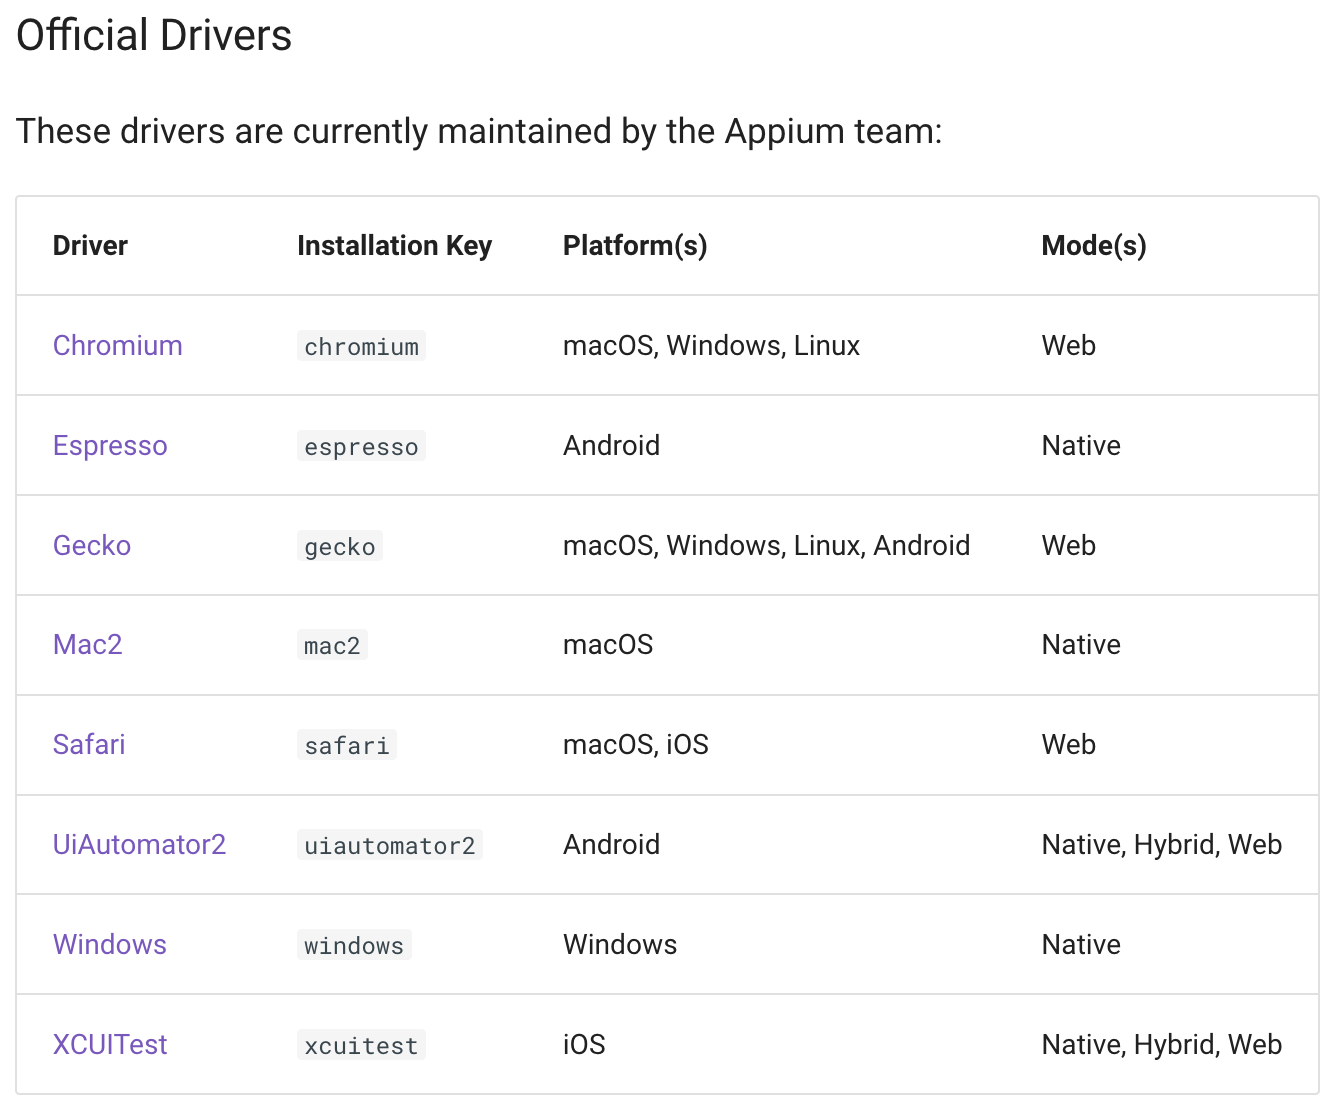 Official Drivers
These drivers are currently maintained by the Appium team:
Driver Installation Key Platform(s) Mode(s)
Chromium chromium macOS, Windows, Linux Web
Espresso espresso Android Native
Gecko gecko macOS, Windows, Linux, Android Web
Mac2 mac2 macOS Native
Safari safari macOS, iOS Web
UiAutomator2 uiautomator2 Android Native, Hybrid, Web
Windows windows Windows Native
XCUITest xcuitest iOS Native, Hybrid, Web